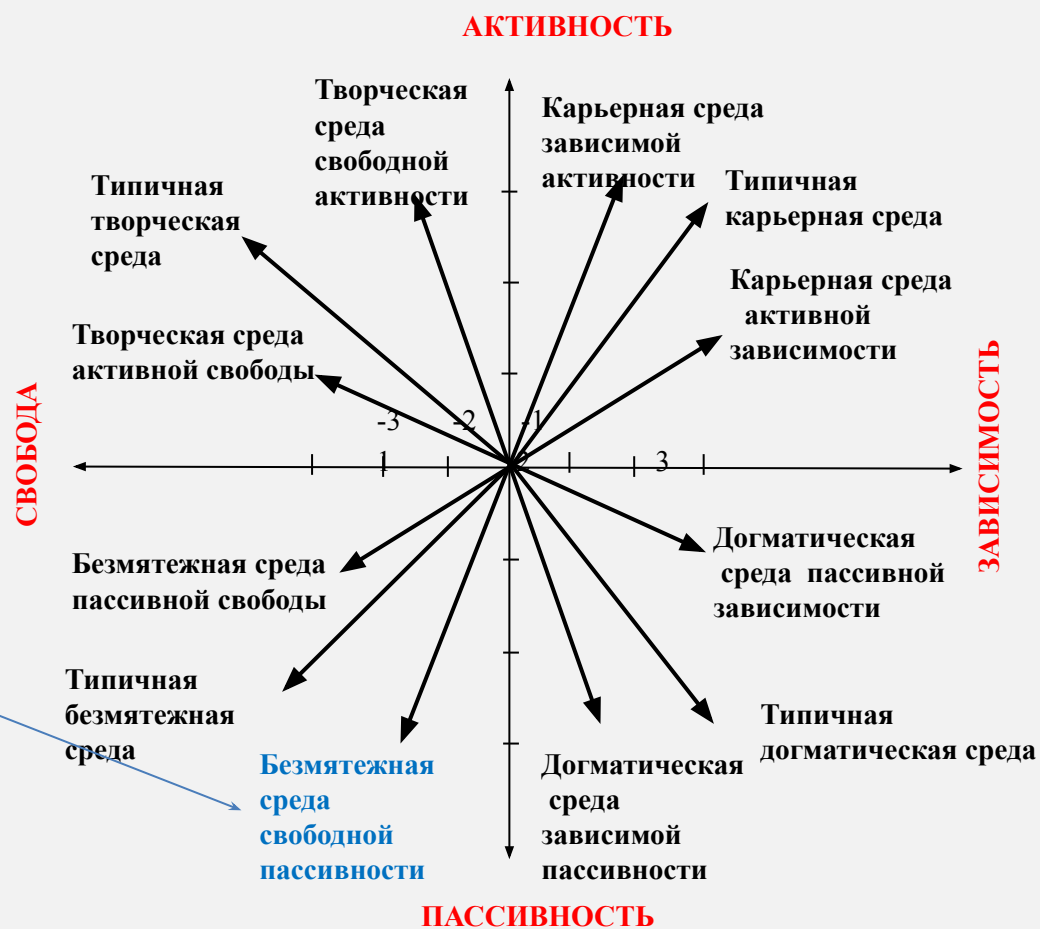 АКТИВНОСТЬ
Творческая
среда
свободной
активности
Карьерная среда
зависимой
активности
Типичная
творческая
среда
Типичная
карьерная среда
Карьерная среда
активной
зависимости
Творческая среда
активной свободы
СВОБОДА
ЗАВИСИМОСТЬ
-3 -2 -1
1 2 3
Безмятежная среда
пассивной свободы
Догматическая
среда пассивной
зависимости
Типичная
безмятежная
среда
Типичная
догматическая среда
Безмятежная
среда
свободной
пассивности
Догматическая
среда
зависимой
пассивности
ПАССИВНОСТЬ